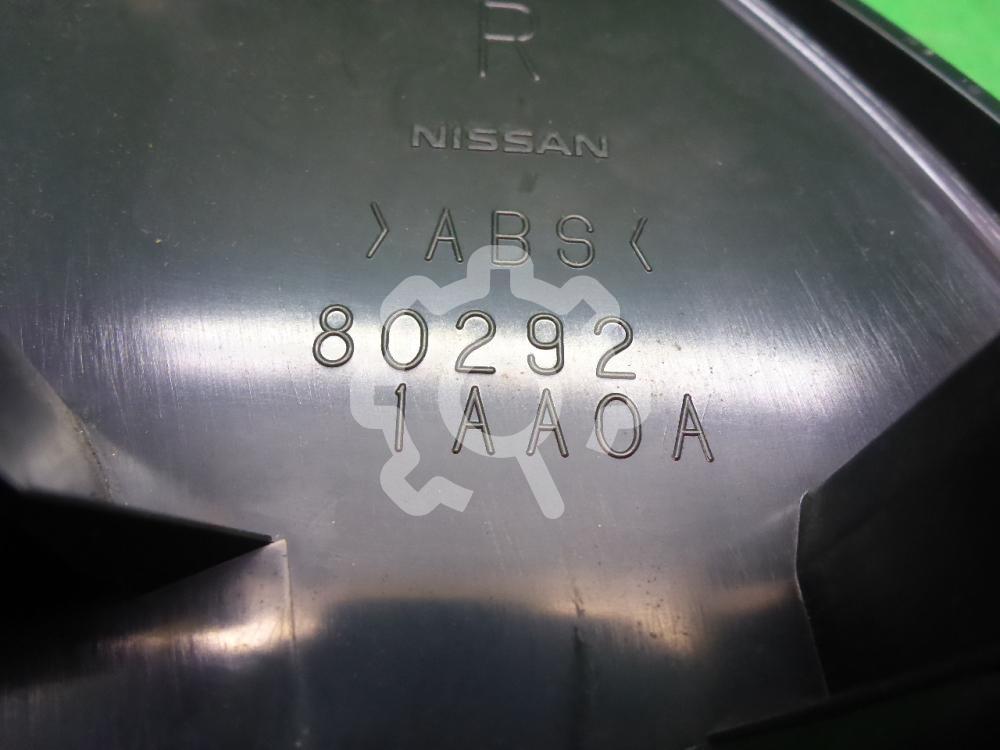 R
NISSAN
>ABS<
80292
1AA0A